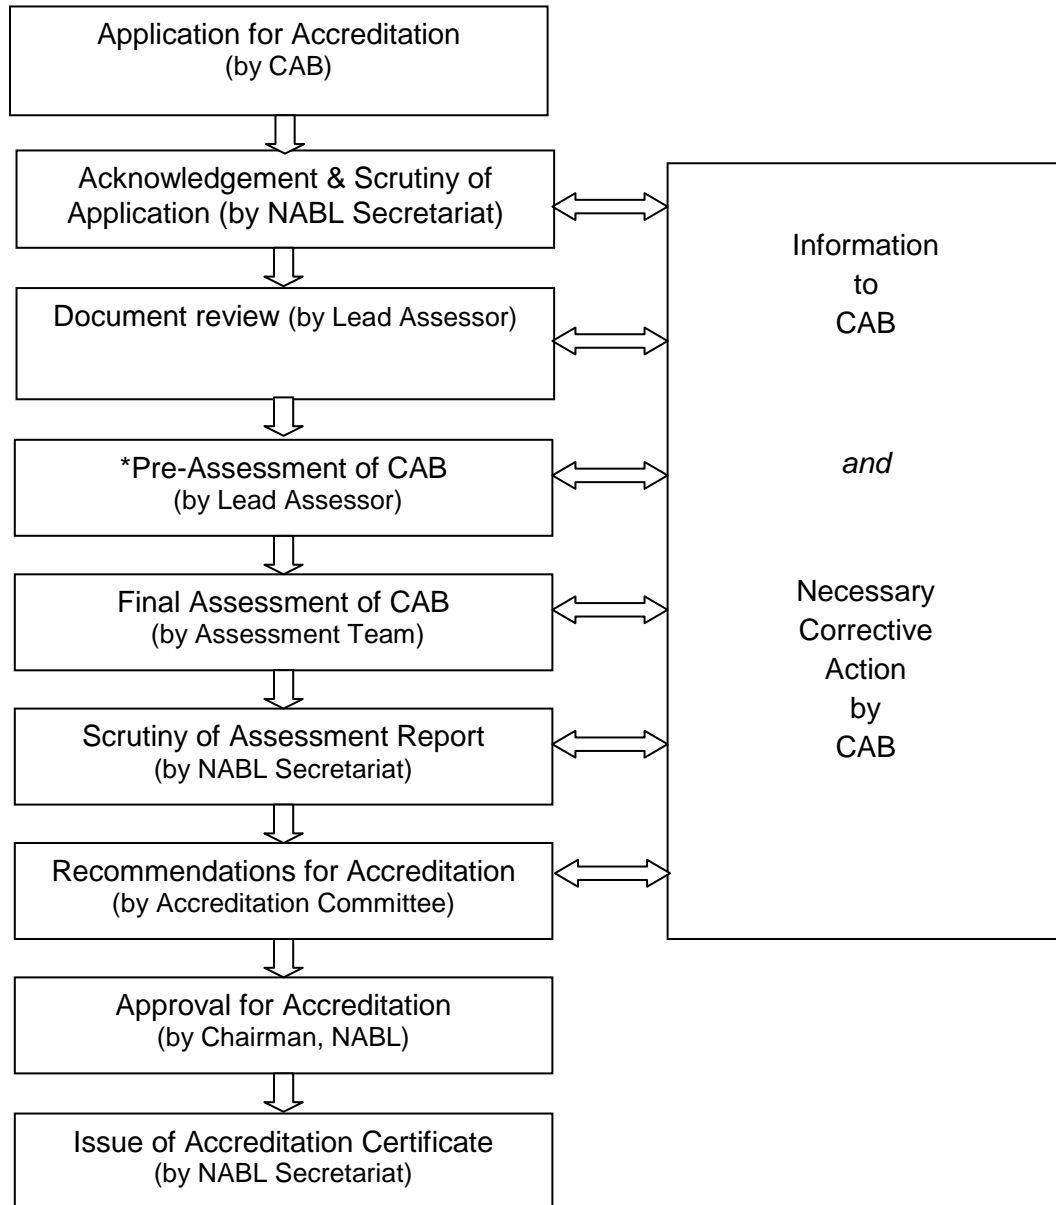 Application for Accreditation
(by CAB)
Acknowledgement & Scrutiny of
Application (by NABL Secretariat)
Document review (by Lead Assessor)
*Pre-Assessment of CAB
(by Lead Assessor)
Final Assessment of CAB
(by Assessment Team)
Scrutiny of Assessment Report
(by NABL Secretariat)
Recommendations for Accreditation
(by Accreditation Committee)
Approval for Accreditation
(by Chairman, NABL)
Issue of Accreditation Certificate
(by NABL Secretariat)
Information
to
CAB
and
Necessary
Corrective
Action
by
CAB